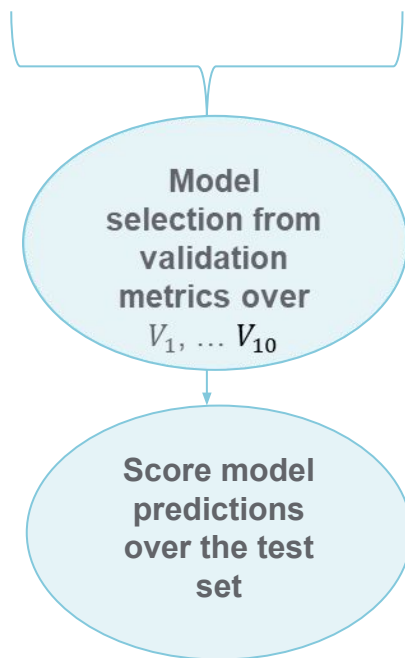 Model
selection from
validation
metrics over
V₁, … V₁₀
Score model
predictions
over the test
set